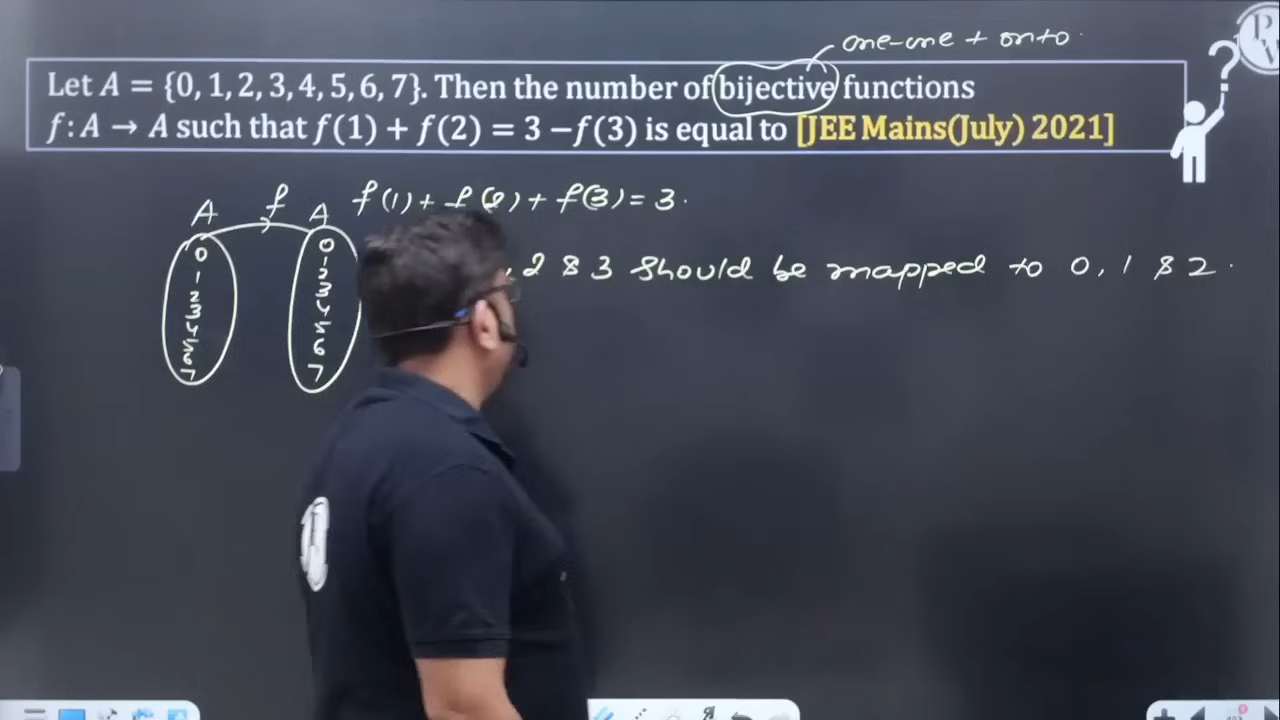 one-one + onto.
Let A = {0, 1, 2, 3, 4, 5, 6, 7}. Then the number of bijective functions
f: A → A such that f(1) + f(2) = 3 − f(3) is equal to [JEE Mains(July) 2021]
A f A f(1) + f(2) + f(3) = 3.
, 2 & 3 should be mapped to 0, 1 & 2.
0 0
1 1
2 2
3 3
4 4
5 5
6 6
7 7